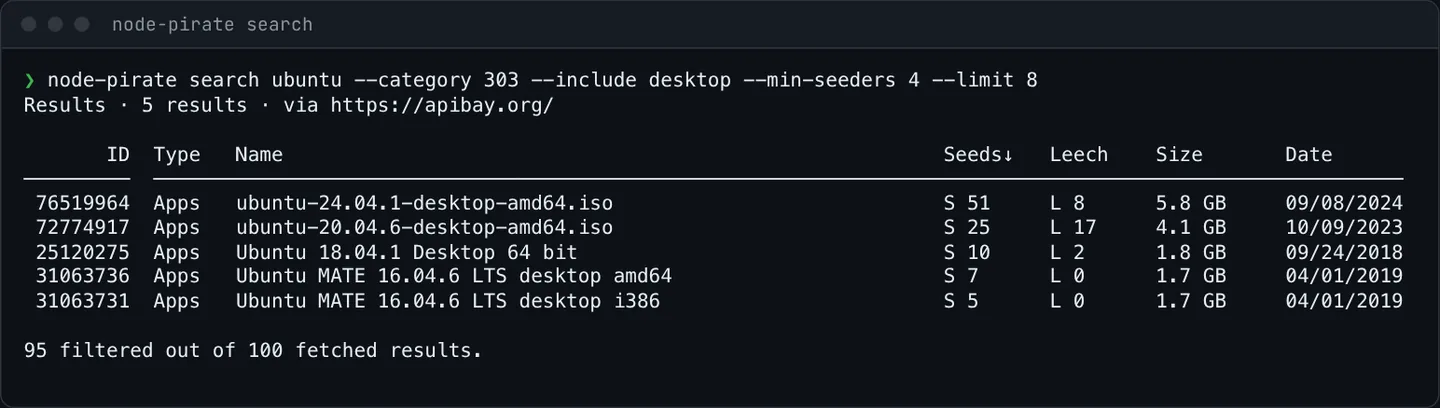 node-pirate search
❯ node-pirate search ubuntu --category 303 --include desktop --min-seeders 4 --limit 8
Results · 5 results · via https://apibay.org/
ID Type Name Seeds↓ Leech Size Date
76519964 Apps ubuntu-24.04.1-desktop-amd64.iso S 51 L 8 5.8 GB 09/08/2024
72774917 Apps ubuntu-20.04.6-desktop-amd64.iso S 25 L 17 4.1 GB 10/09/2023
25120275 Apps Ubuntu 18.04.1 Desktop 64 bit S 10 L 2 1.8 GB 09/24/2018
31063736 Apps Ubuntu MATE 16.04.6 LTS desktop amd64 S 7 L 0 1.7 GB 04/01/2019
31063731 Apps Ubuntu MATE 16.04.6 LTS desktop i386 S 5 L 0 1.7 GB 04/01/2019
95 filtered out of 100 fetched results.